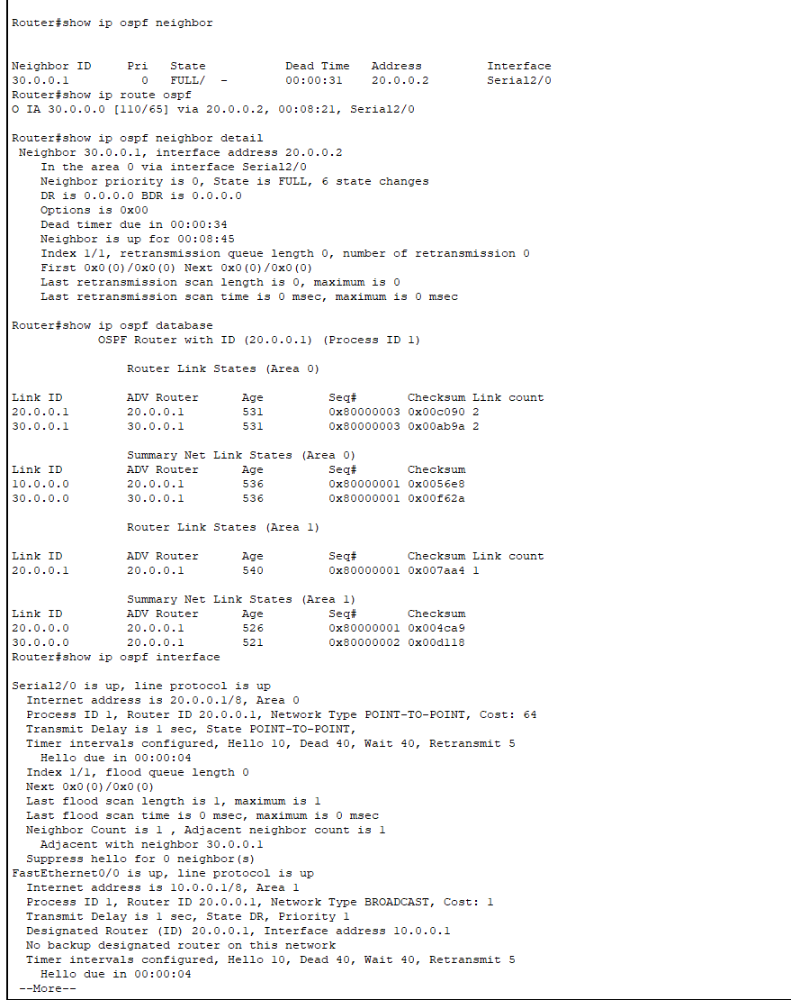 Router#show ip ospf neighbor
Neighbor ID     Pri   State           Dead Time   Address         Interface
30.0.0.1          0   FULL/  -        00:00:31    20.0.0.2        Serial2/0
Router#show ip route ospf
O IA 30.0.0.0 [110/65] via 20.0.0.2, 00:08:21, Serial2/0
Router#show ip ospf neighbor detail
 Neighbor 30.0.0.1, interface address 20.0.0.2
    In the area 0 via interface Serial2/0
    Neighbor priority is 0, State is FULL, 6 state changes
    DR is 0.0.0.0 BDR is 0.0.0.0
    Options is 0x00
    Dead timer due in 00:00:34
    Neighbor is up for 00:08:45
    Index 1/1, retransmission queue length 0, number of retransmission 0
    First 0x0(0)/0x0(0) Next 0x0(0)/0x0(0)
    Last retransmission scan length is 0, maximum is 0
    Last retransmission scan time is 0 msec, maximum is 0 msec
Router#show ip ospf database
            OSPF Router with ID (20.0.0.1) (Process ID 1)
                Router Link States (Area 0)
Link ID         ADV Router      Age         Seq#       Checksum Link count
20.0.0.1        20.0.0.1        531         0x80000003 0x00c090 2
30.0.0.1        30.0.0.1        531         0x80000003 0x00ab9a 2
                Summary Net Link States (Area 0)
Link ID         ADV Router      Age         Seq#       Checksum
10.0.0.0        20.0.0.1        536         0x80000001 0x0056e8
30.0.0.0        30.0.0.1        536         0x80000001 0x00f62a
                Router Link States (Area 1)
Link ID         ADV Router      Age         Seq#       Checksum Link count
20.0.0.1        20.0.0.1        540         0x80000001 0x007aa4 1
                Summary Net Link States (Area 1)
Link ID         ADV Router      Age         Seq#       Checksum
20.0.0.0        20.0.0.1        526         0x80000001 0x004ca9
30.0.0.0        20.0.0.1        521         0x80000002 0x00d118
Router#show ip ospf interface
Serial2/0 is up, line protocol is up
  Internet address is 20.0.0.1/8, Area 0
  Process ID 1, Router ID 20.0.0.1, Network Type POINT-TO-POINT, Cost: 64
  Transmit Delay is 1 sec, State POINT-TO-POINT,
  Timer intervals configured, Hello 10, Dead 40, Wait 40, Retransmit 5
    Hello due in 00:00:04
  Index 1/1, flood queue length 0
  Next 0x0(0)/0x0(0)
  Last flood scan length is 1, maximum is 1
  Last flood scan time is 0 msec, maximum is 0 msec
  Neighbor Count is 1 , Adjacent neighbor count is 1
    Adjacent with neighbor 30.0.0.1
  Suppress hello for 0 neighbor(s)
FastEthernet0/0 is up, line protocol is up
  Internet address is 10.0.0.1/8, Area 1
  Process ID 1, Router ID 20.0.0.1, Network Type BROADCAST, Cost: 1
  Transmit Delay is 1 sec, State DR, Priority 1
  Designated Router (ID) 20.0.0.1, Interface address 10.0.0.1
  No backup designated router on this network
  Timer intervals configured, Hello 10, Dead 40, Wait 40, Retransmit 5
    Hello due in 00:00:04
 --More--